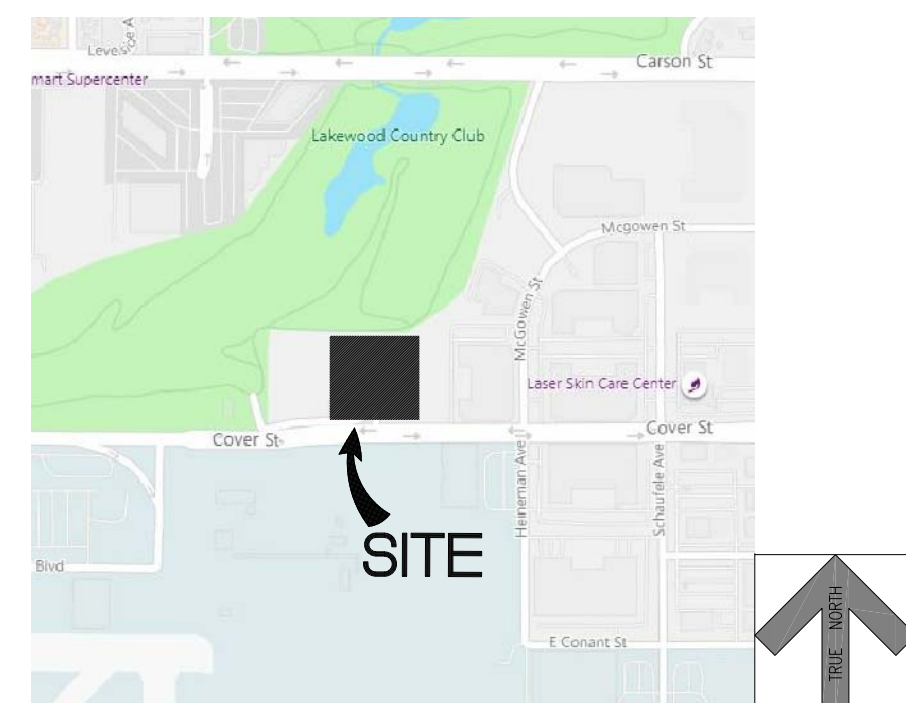 Levelside A
Carson St
mart Supercenter
Lakewood Country Club
Mcgowen St
McGowen St
Laser Skin Care Center
Cover St
Cover St
Heineman Ave
Schaufele Ave
SITE
Blvd
E Conant St
TRUE NORTH